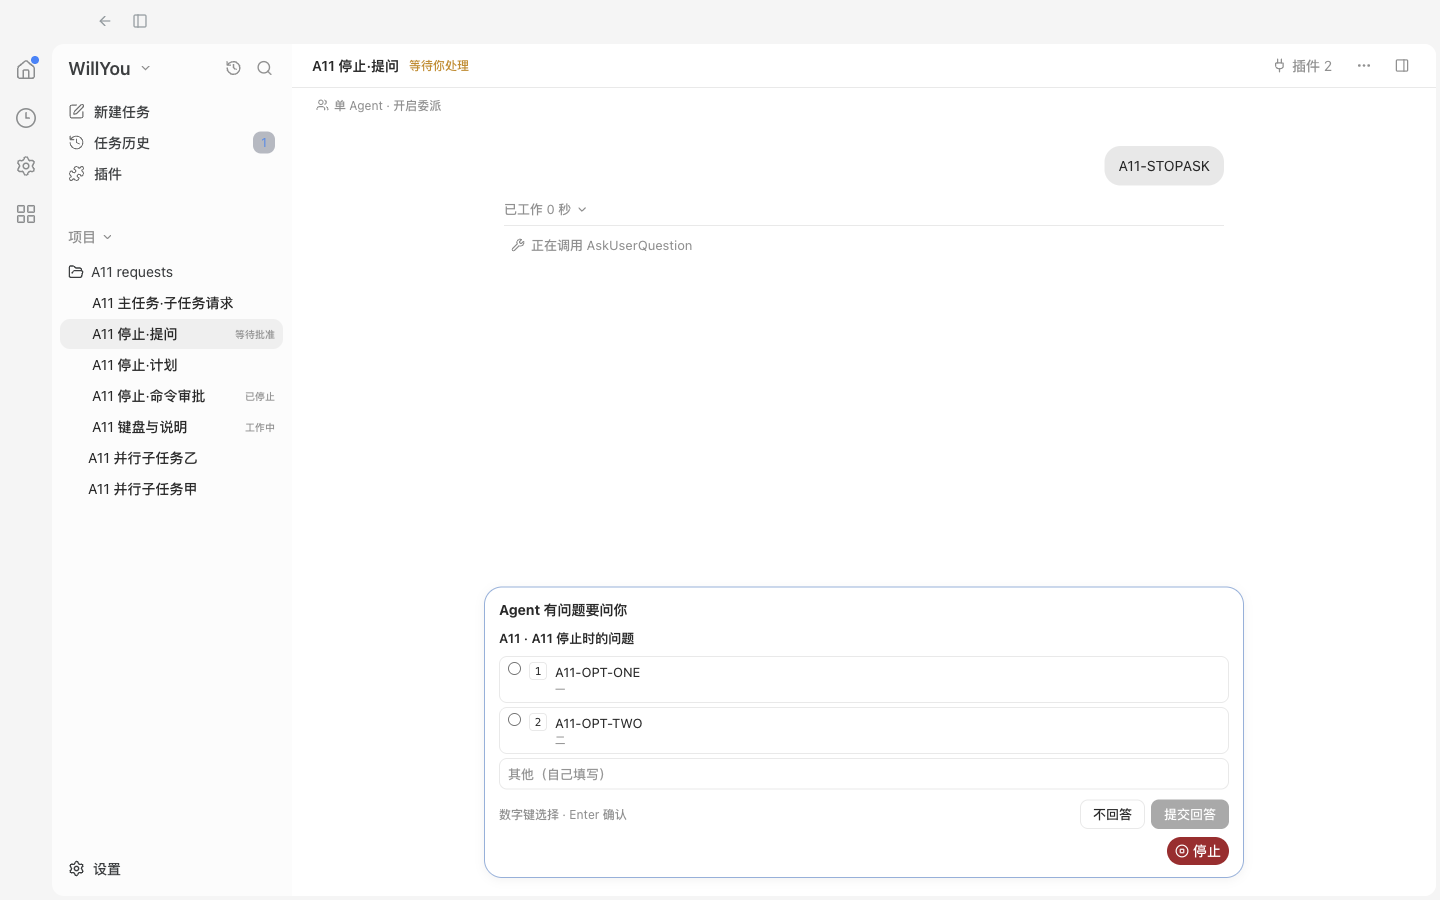 WillYou
新建任务
任务历史 1
插件
项目
A11 requests
A11 主任务·子任务请求
A11 停止·提问 等待批准
A11 停止·计划
A11 停止·命令审批 已停止
A11 键盘与说明 工作中
A11 并行子任务乙
A11 并行子任务甲
设置
A11 停止·提问 等待你处理
插件 2
单 Agent · 开启委派
A11-STOPASK
已工作 0 秒
正在调用 AskUserQuestion
Agent 有问题要问你
A11 · A11 停止时的问题
1 A11-OPT-ONE
一
2 A11-OPT-TWO
二
其他（自己填写）
数字键选择 · Enter 确认
不回答 提交回答
停止